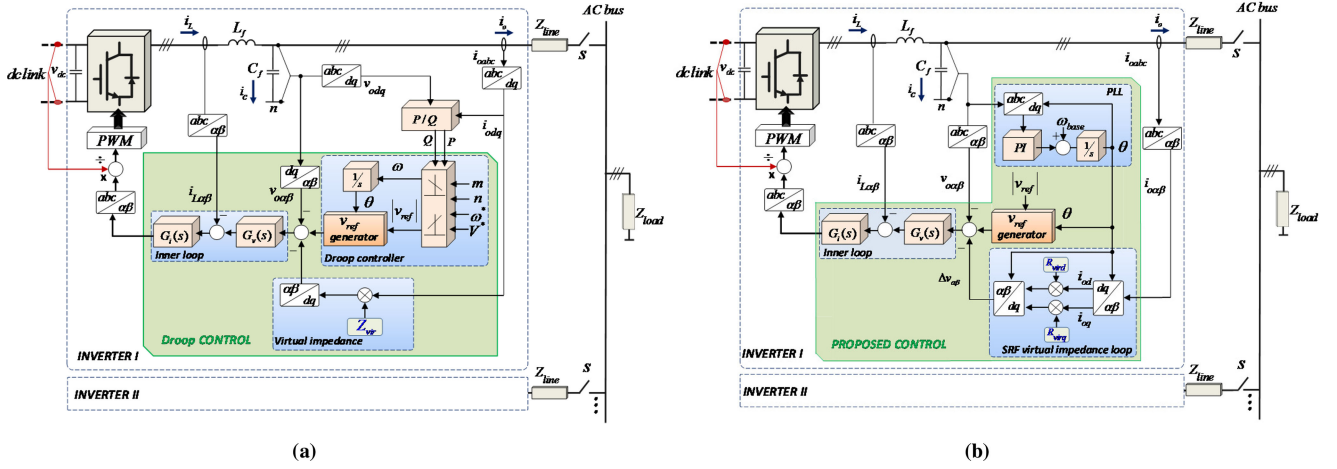 AC bus
i_L
L_f
i_o
Z_line
S
i_oabc
dc link
v_dc
C_f
i_c
n
abc
dq
v_odq
abc
dq
P/Q
i_odq
Q
P
PWM
abc
αβ
÷
x
abc
αβ
i_Lαβ
dq
αβ
v_oαβ
ω
1/s
θ
|v_ref|
v_ref
generator
m
n
ω*
V*
G_i(s)
G_v(s)
Inner loop
Droop controller
αβ
dq
Z_vir
Virtual impedance
Droop CONTROL
Z_load
INVERTER I
INVERTER II
Z_line
S
(a)
AC bus
i_L
L_f
i_o
Z_line
S
i_oabc
dc link
v_dc
C_f
i_c
n
PLL
abc
dq
ω_base
PI
+
1/s
θ
PWM
abc
αβ
abc
αβ
abc
αβ
÷
x
abc
αβ
i_Lαβ
v_oαβ
i_oαβ
|v_ref|
θ
v_ref
generator
G_i(s)
G_v(s)
Inner loop
Δv_αβ
R_vird
i_od
αβ
dq
dq
αβ
i_oq
R_virq
SRF virtual impedance loop
PROPOSED CONTROL
Z_load
INVERTER I
INVERTER II
Z_line
S
(b)